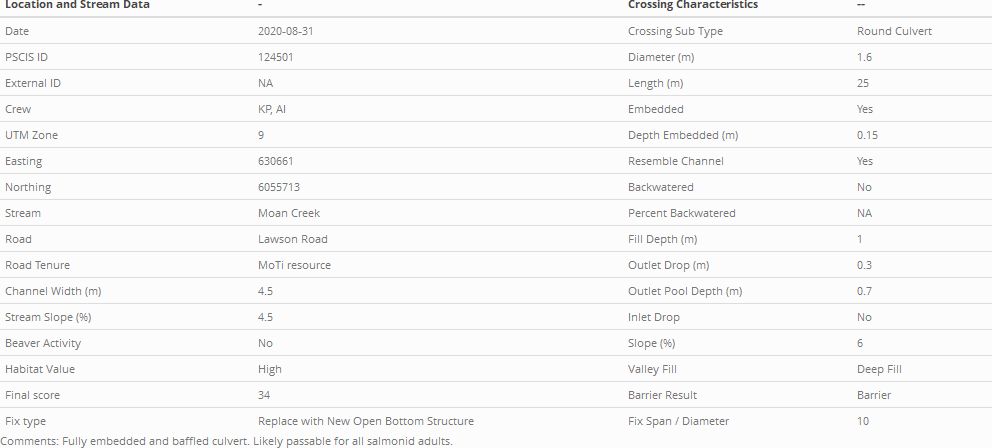 Location and Stream Data - Crossing Characteristics --
Date 2020-08-31 Crossing Sub Type Round Culvert
PSCIS ID 124501 Diameter (m) 1.6
External ID NA Length (m) 25
Crew KP, AI Embedded Yes
UTM Zone 9 Depth Embedded (m) 0.15
Easting 630661 Resemble Channel Yes
Northing 6055713 Backwatered No
Stream Moan Creek Percent Backwatered NA
Road Lawson Road Fill Depth (m) 1
Road Tenure MoTi resource Outlet Drop (m) 0.3
Channel Width (m) 4.5 Outlet Pool Depth (m) 0.7
Stream Slope (%) 4.5 Inlet Drop No
Beaver Activity No Slope (%) 6
Habitat Value High Valley Fill Deep Fill
Final score 34 Barrier Result Barrier
Fix type Replace with New Open Bottom Structure Fix Span / Diameter 10
Comments: Fully embedded and baffled culvert. Likely passable for all salmonid adults.